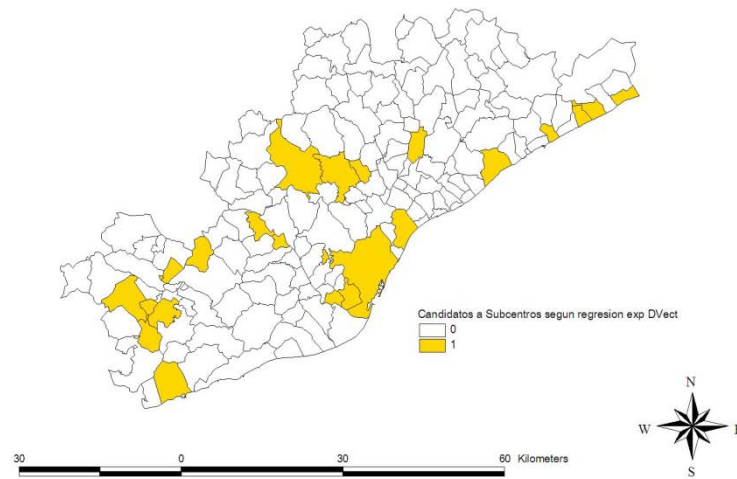 Candidatos a Subcentros segun regresion exp DVect
0
1
N
W E
S
30 0 30 60 Kilometers